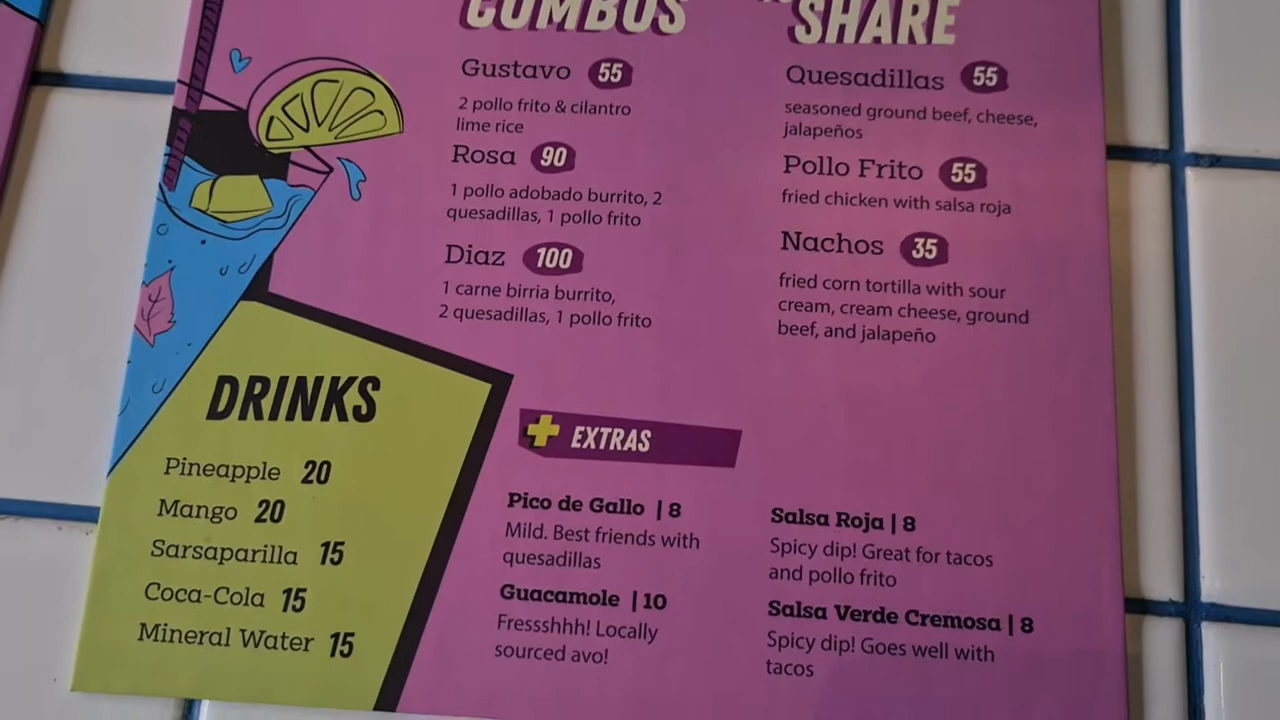 COMBOS
Gustavo 55
2 pollo frito & cilantro
lime rice
Rosa 90
1 pollo adobado burrito, 2
quesadillas, 1 pollo frito
Diaz 100
1 carne birria burrito,
2 quesadillas, 1 pollo frito
SHARE
Quesadillas 55
seasoned ground beef, cheese,
jalapeños
Pollo Frito 55
fried chicken with salsa roja
Nachos 35
fried corn tortilla with sour
cream, cream cheese, ground
beef, and jalapeño
DRINKS
Pineapple 20
Mango 20
Sarsaparilla 15
Coca-Cola 15
Mineral Water 15
+ EXTRAS
Pico de Gallo | 8
Mild. Best friends with
quesadillas
Guacamole | 10
Fressshhh! Locally
sourced avo!
Salsa Roja | 8
Spicy dip! Great for tacos
and pollo frito
Salsa Verde Cremosa | 8
Spicy dip! Goes well with
tacos